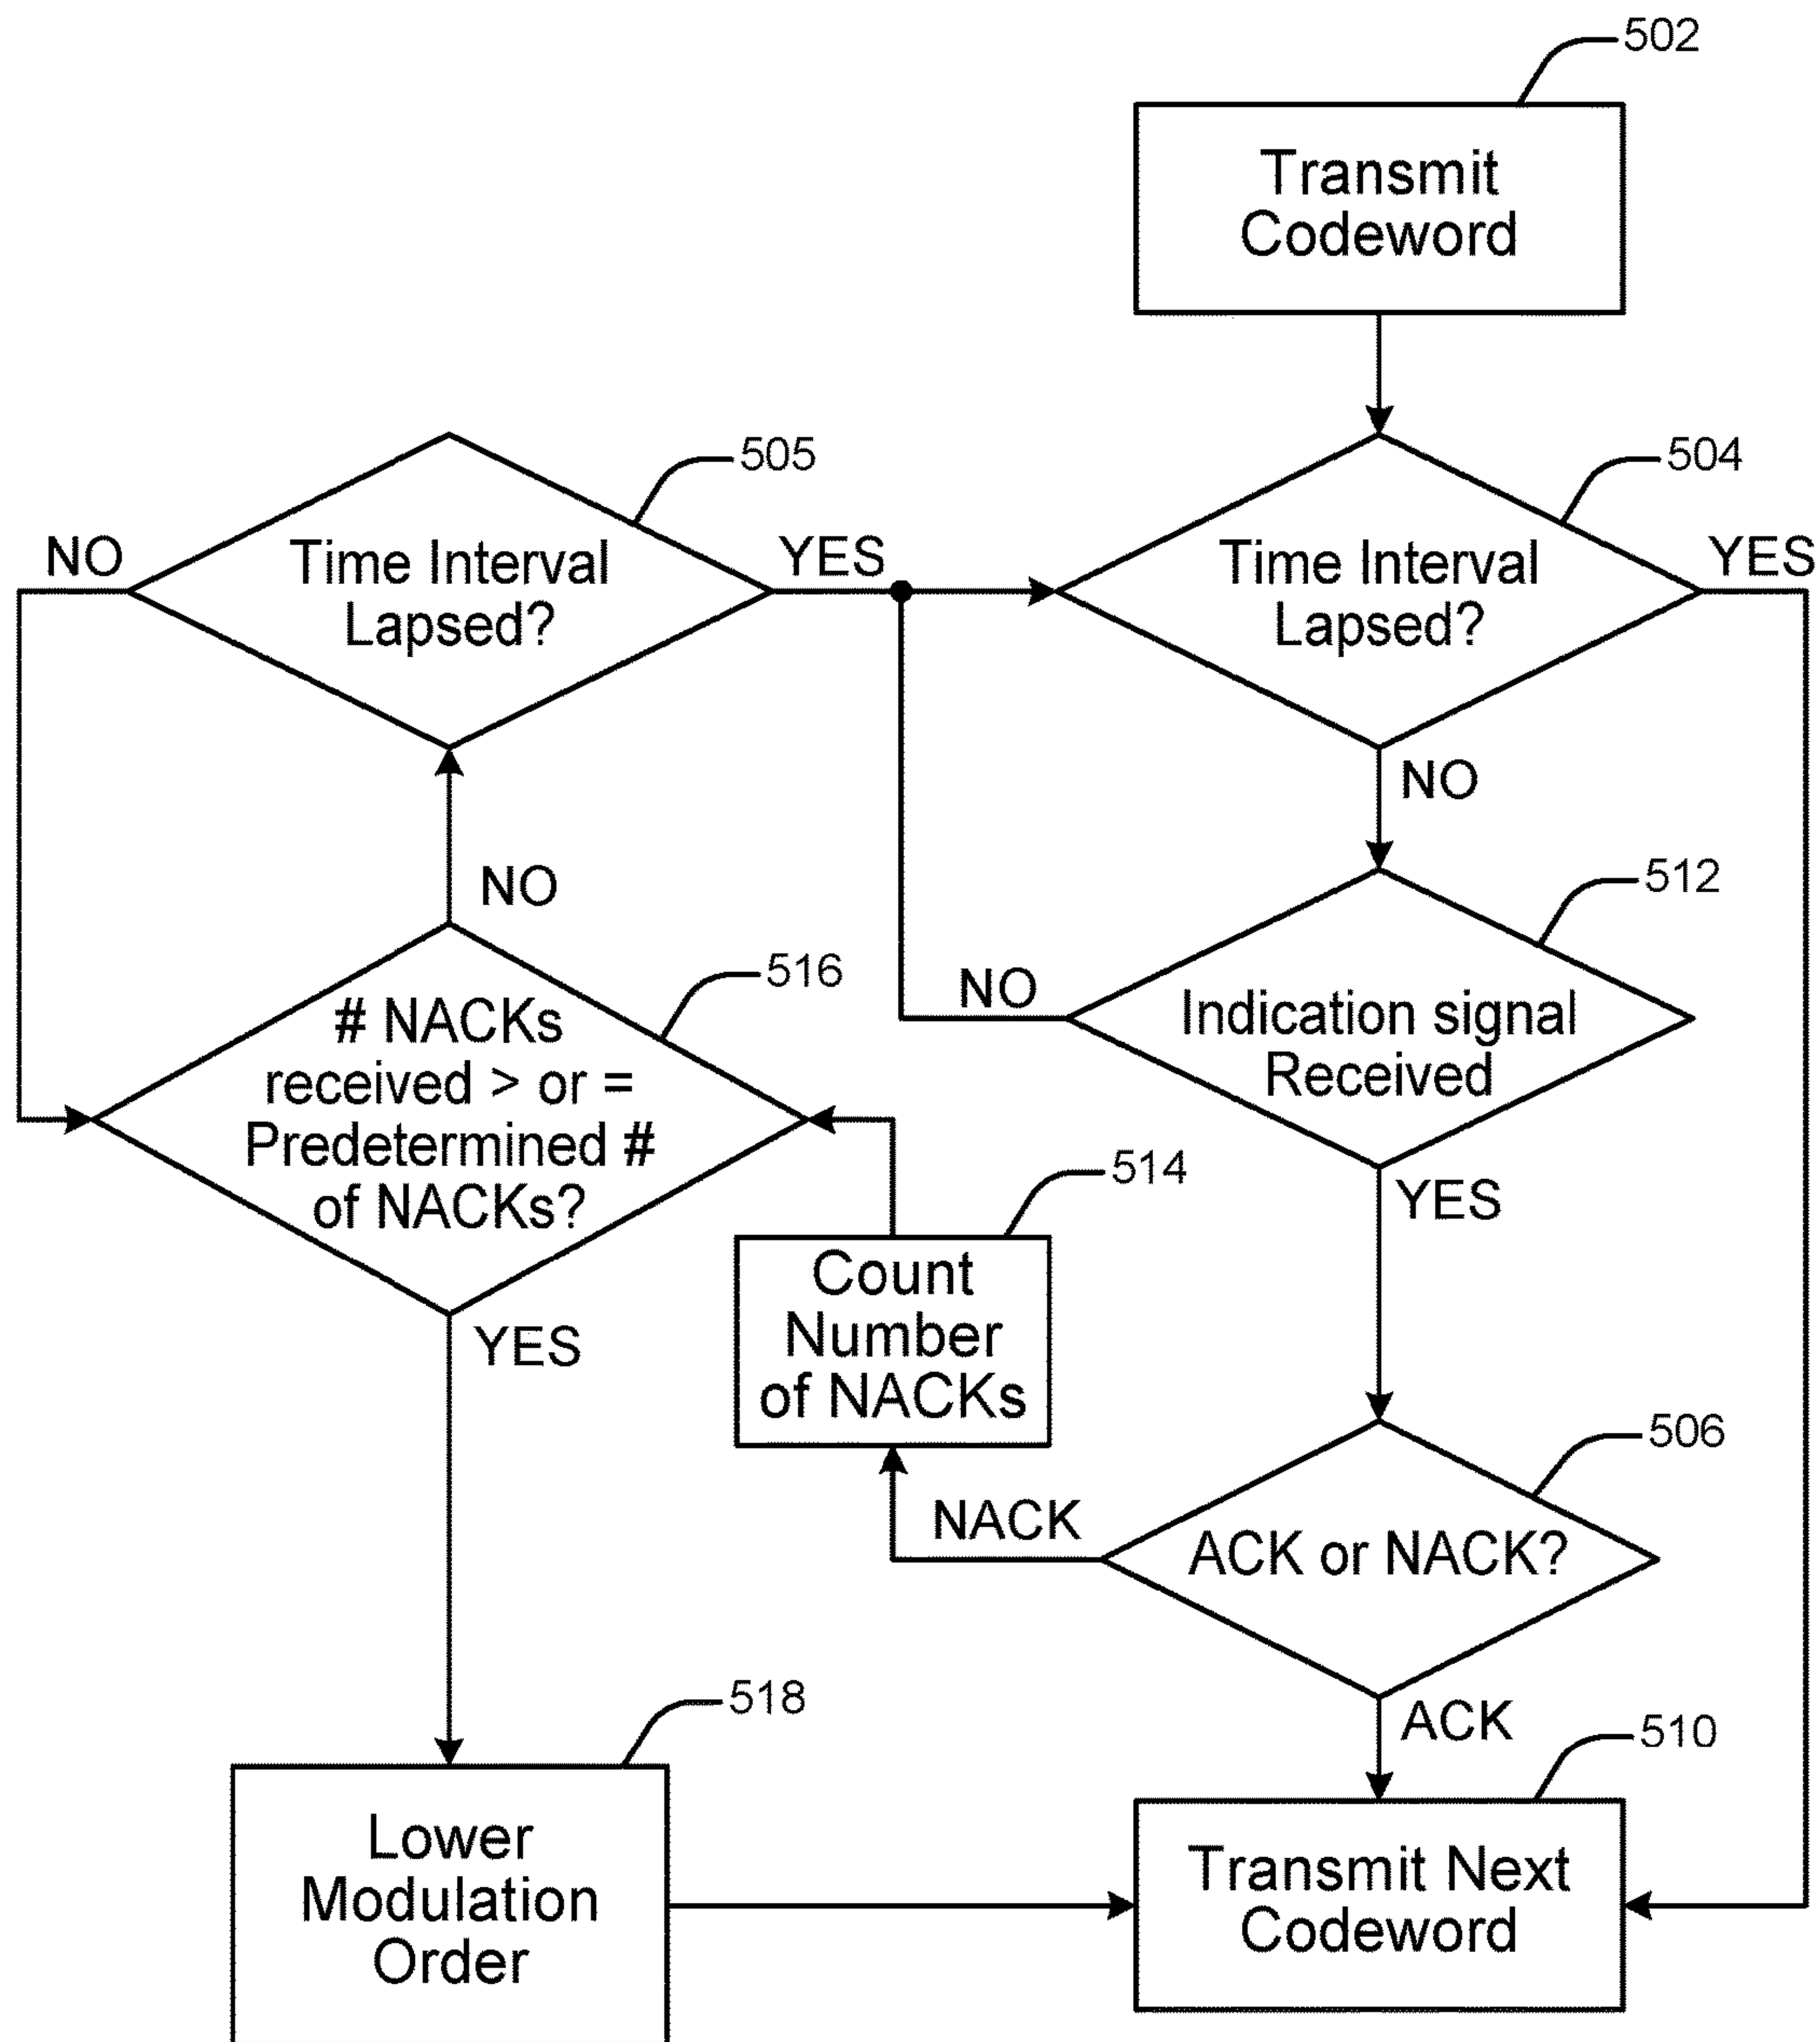 502
Transmit
Codeword
505
504
NO
Time Interval
Lapsed?
YES
Time Interval
Lapsed?
YES
NO
NO
512
516
NO
Indication signal
Received
# NACKs
received > or =
Predetermined #
of NACKs?
514
YES
Count
Number
of NACKs
YES
506
NACK
ACK or NACK?
518
ACK
510
Lower
Modulation
Order
Transmit Next
Codeword